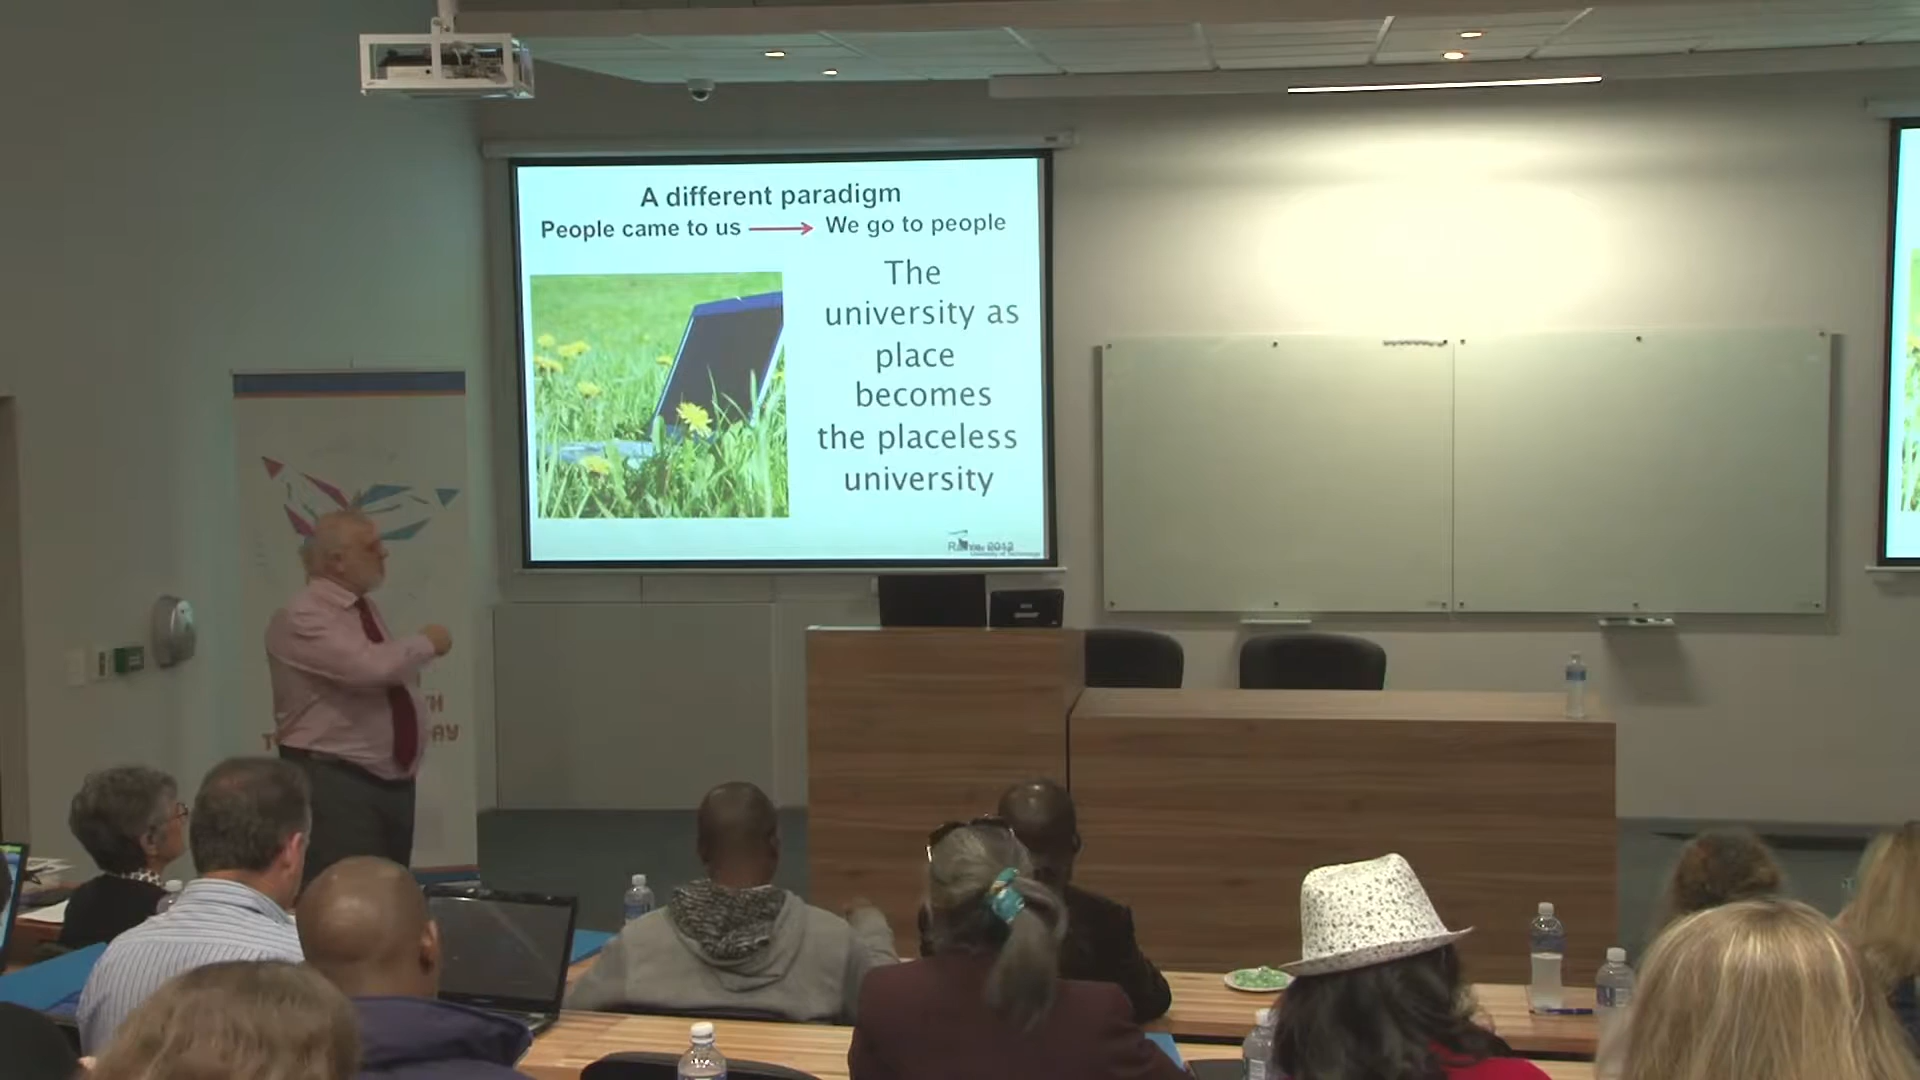 A different paradigm
People came to us → We go to people
The
university as
place
becomes
the placeless
university